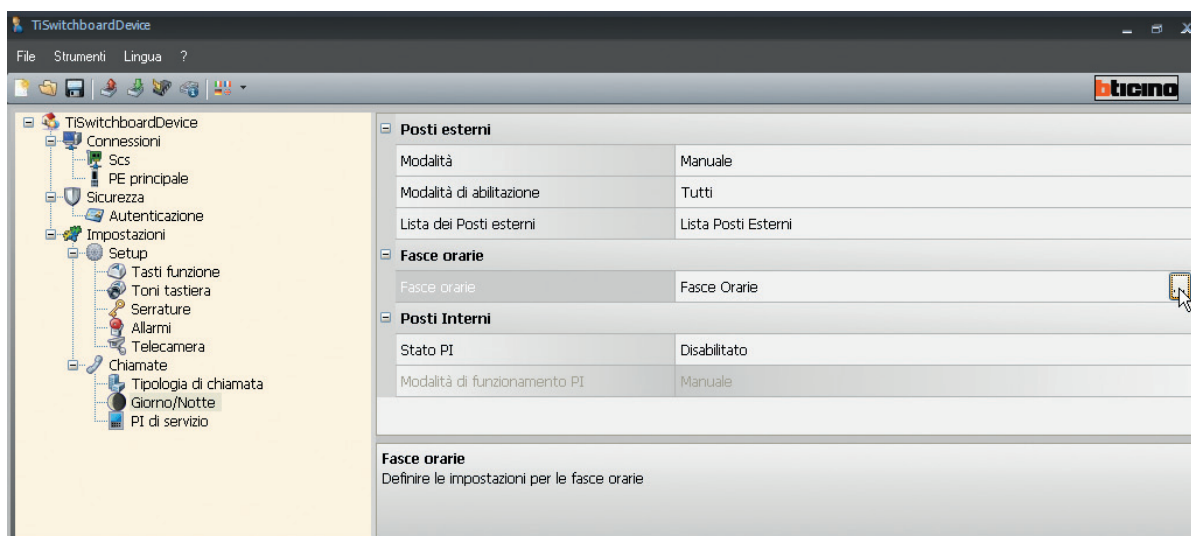 TiSwitchboardDevice
File Strumenti Lingua ?
bticino
TiSwitchboardDevice
Connessioni
Scs
PE principale
Sicurezza
Autenticazione
Impostazioni
Setup
Tasti funzione
Toni tastiera
Serrature
Allarmi
Telecamera
Chiamate
Tipologia di chiamata
Giorno/Notte
PI di servizio
Posti esterni
Modalità Manuale
Modalità di abilitazione Tutti
Lista dei Posti esterni Lista Posti Esterni
Fasce orarie
Fasce orarie Fasce Orarie ...
Posti Interni
Stato PI Disabilitato
Modalità di funzionamento PI Manuale
Fasce orarie
Definire le impostazioni per le fasce orarie